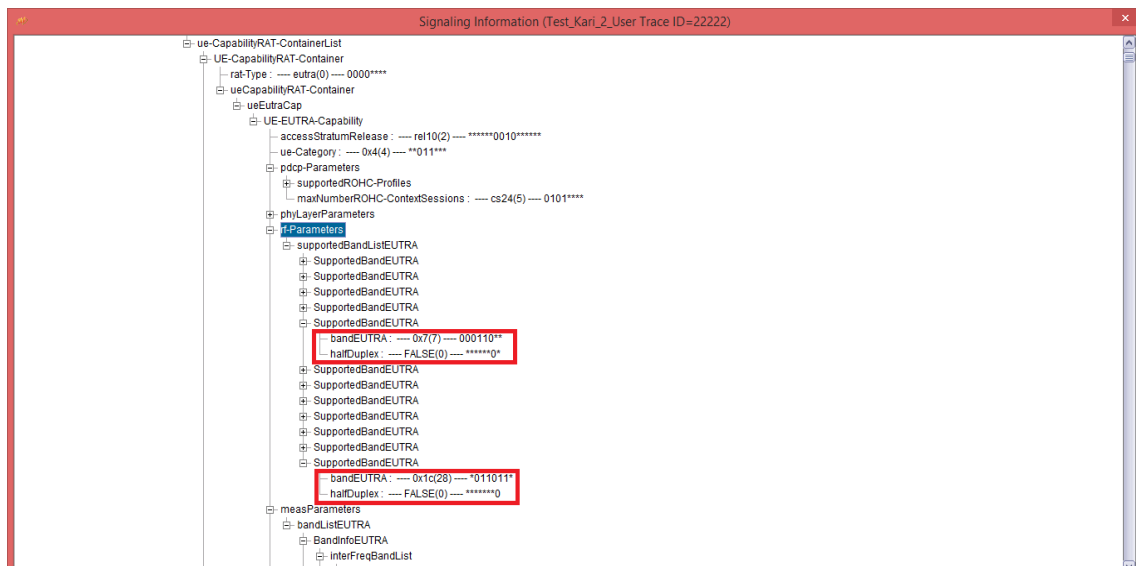 Signaling Information (Test_Kari_2_User Trace ID=22222)
ue-CapabilityRAT-ContainerList
UE-CapabilityRAT-Container
rat-Type : ---- eutra(0) ---- 0000****
ueCapabilityRAT-Container
ueEutraCap
UE-EUTRA-Capability
accessStratumRelease : ---- rel10(2) ---- ******0010******
ue-Category : ---- 0x4(4) ---- **011***
pdcp-Parameters
supportedROHC-Profiles
maxNumberROHC-ContextSessions : ---- cs24(5) ---- 0101****
phyLayerParameters
rf-Parameters
supportedBandListEUTRA
SupportedBandEUTRA
SupportedBandEUTRA
SupportedBandEUTRA
SupportedBandEUTRA
SupportedBandEUTRA
bandEUTRA : ---- 0x7(7) ---- 000110**
halfDuplex : ---- FALSE(0) ---- ******0*
SupportedBandEUTRA
SupportedBandEUTRA
SupportedBandEUTRA
SupportedBandEUTRA
SupportedBandEUTRA
SupportedBandEUTRA
SupportedBandEUTRA
bandEUTRA : ---- 0x1c(28) ---- *011011*
halfDuplex : ---- FALSE(0) ---- *******0
measParameters
bandListEUTRA
BandInfoEUTRA
interFreqBandList